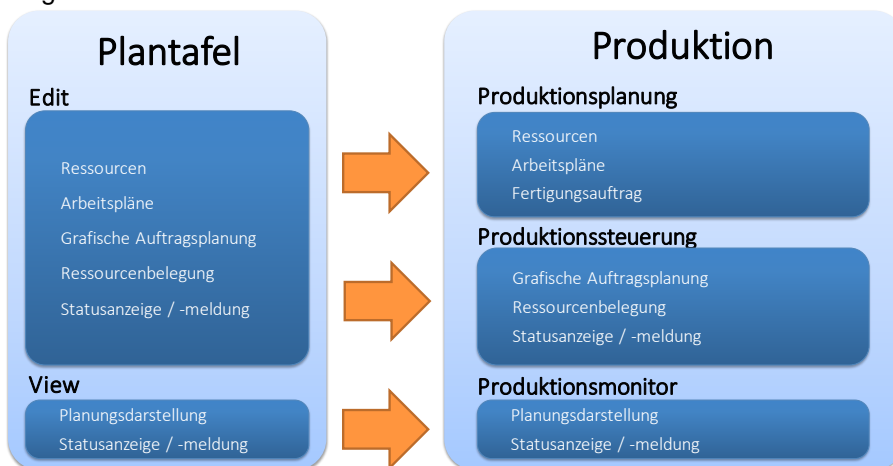 Plantafel
Edit
Ressourcen
Arbeitspläne
Grafische Auftragsplanung
Ressourcenbelegung
Statusanzeige / -meldung
View
Planungsdarstellung
Statusanzeige / -meldung
Produktion
Produktionsplanung
Ressourcen
Arbeitspläne
Fertigungsauftrag
Produktionssteuerung
Grafische Auftragsplanung
Ressourcenbelegung
Statusanzeige / -meldung
Produktionsmonitor
Planungsdarstellung
Statusanzeige / -meldung